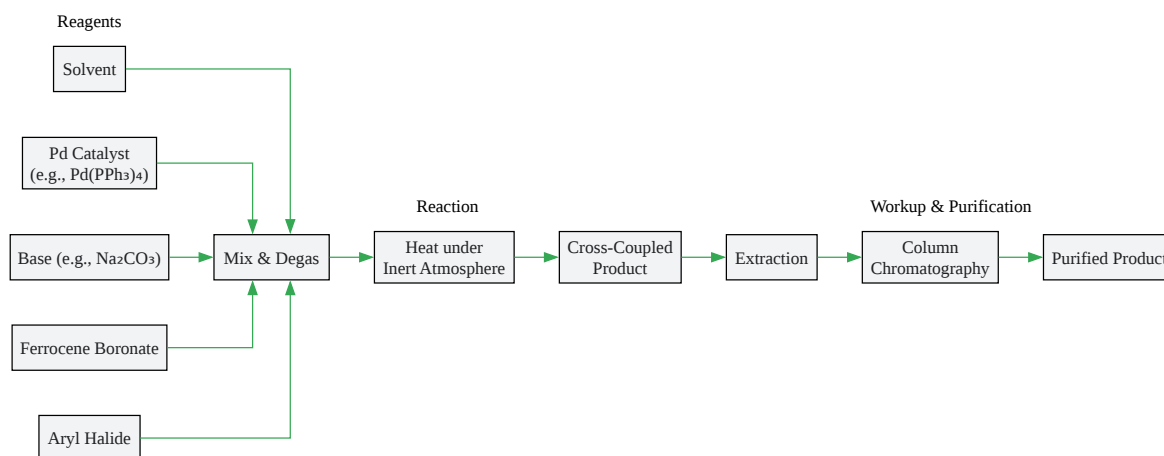 Reagents
Solvent
Pd Catalyst
(e.g., Pd(PPh₃)₄)
Base (e.g., Na₂CO₃)
Ferrocene Boronate
Aryl Halide
Mix & Degas
Reaction
Heat under
Inert Atmosphere
Cross-Coupled
Product
Extraction
Workup & Purification
Column
Chromatography
Purified Product